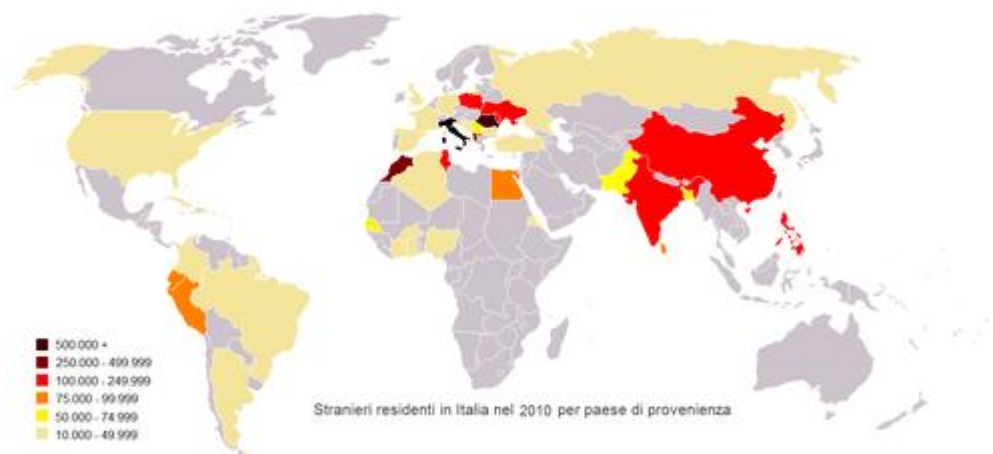 500.000 +
250.000 - 499.999
100.000 - 249.999
75.000 - 99.999
50.000 - 74.999
10.000 - 49.999
Stranieri residenti in Italia nel 2010 per paese di provenienza